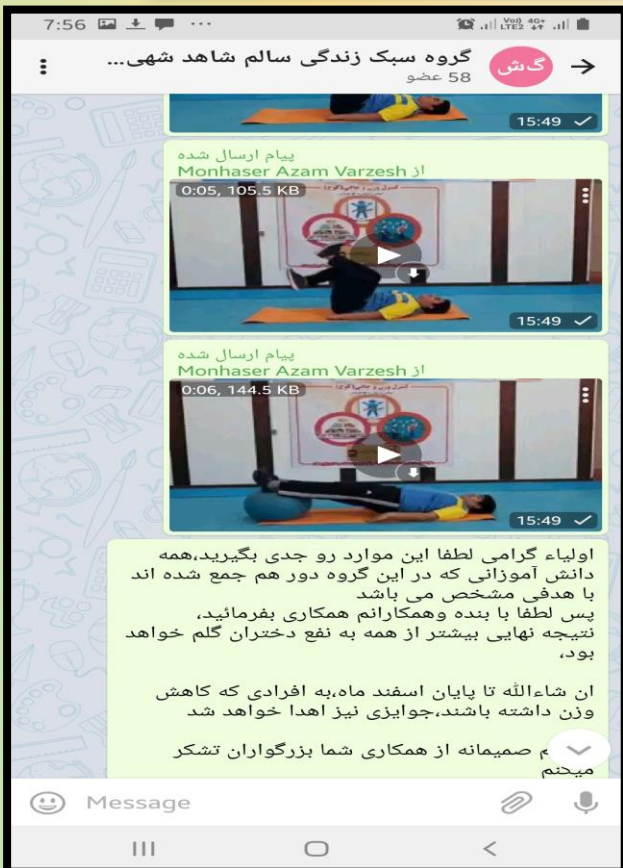 7:56 ...
Vo)) LTE2 4G+
گروه سبک زندگی سالم شاهد شهی...
58 عضو
گش
15:49
پیام ارسال شده
از Monhaser Azam Varzesh
0:05, 105.5 KB
15:49
پیام ارسال شده
از Monhaser Azam Varzesh
0:06, 144.5 KB
15:49
اولیاء گرامی لطفا این موارد رو جدی بگیرید،همه
دانش آموزانی که در این گروه دور هم جمع شده اند
با هدفی مشخص می باشد
پس لطفا با بنده وهمکارانم همکاری بفرمائید،
نتیجه نهایی بیشتر از همه به نفع دختران گلم خواهد
بود،
ان شاءالله تا پایان اسفند ماه،به افرادی که کاهش
وزن داشته باشند،جوایزی نیز اهدا خواهد شد
م صمیمانه از همکاری شما بزرگواران تشکر
میکنم
Message